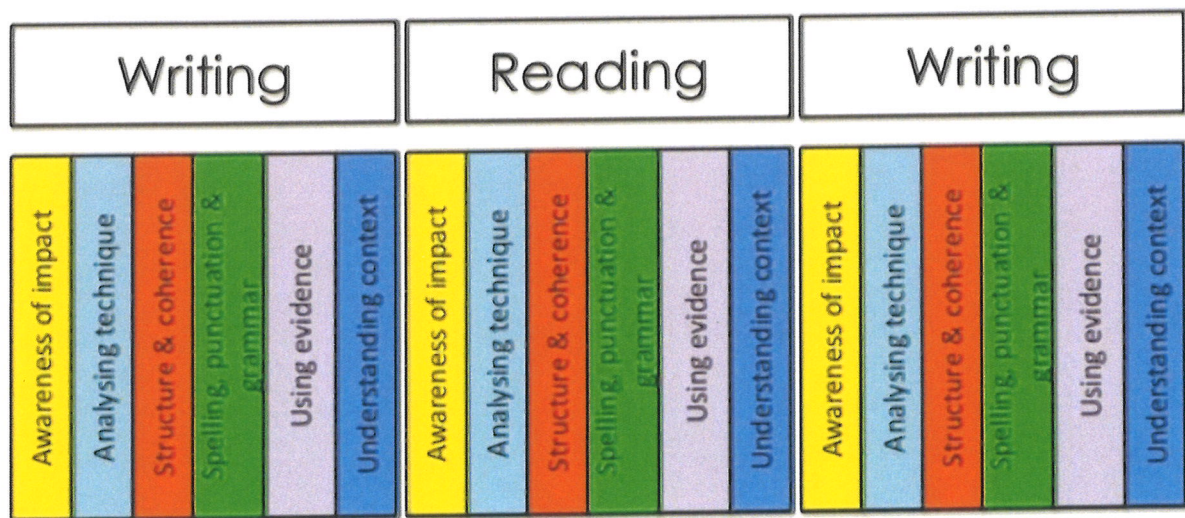 Writing
Reading
Writing
Awareness of impact
Analysing technique
Structure & coherence
Spelling, punctuation &
grammar
Using evidence
Understanding context
Awareness of impact
Analysing technique
Structure & coherence
Spelling, punctuation &
grammar
Using evidence
Understanding context
Awareness of impact
Analysing technique
Structure & coherence
Spelling, punctuation &
grammar
Using evidence
Understanding context